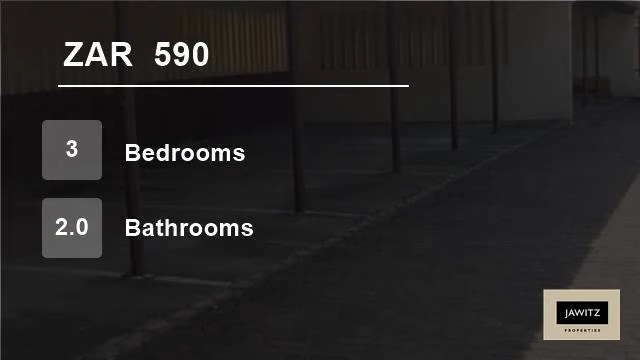 ZAR 590
3 Bedrooms
2.0 Bathrooms
JAWITZ
PROPERTIES